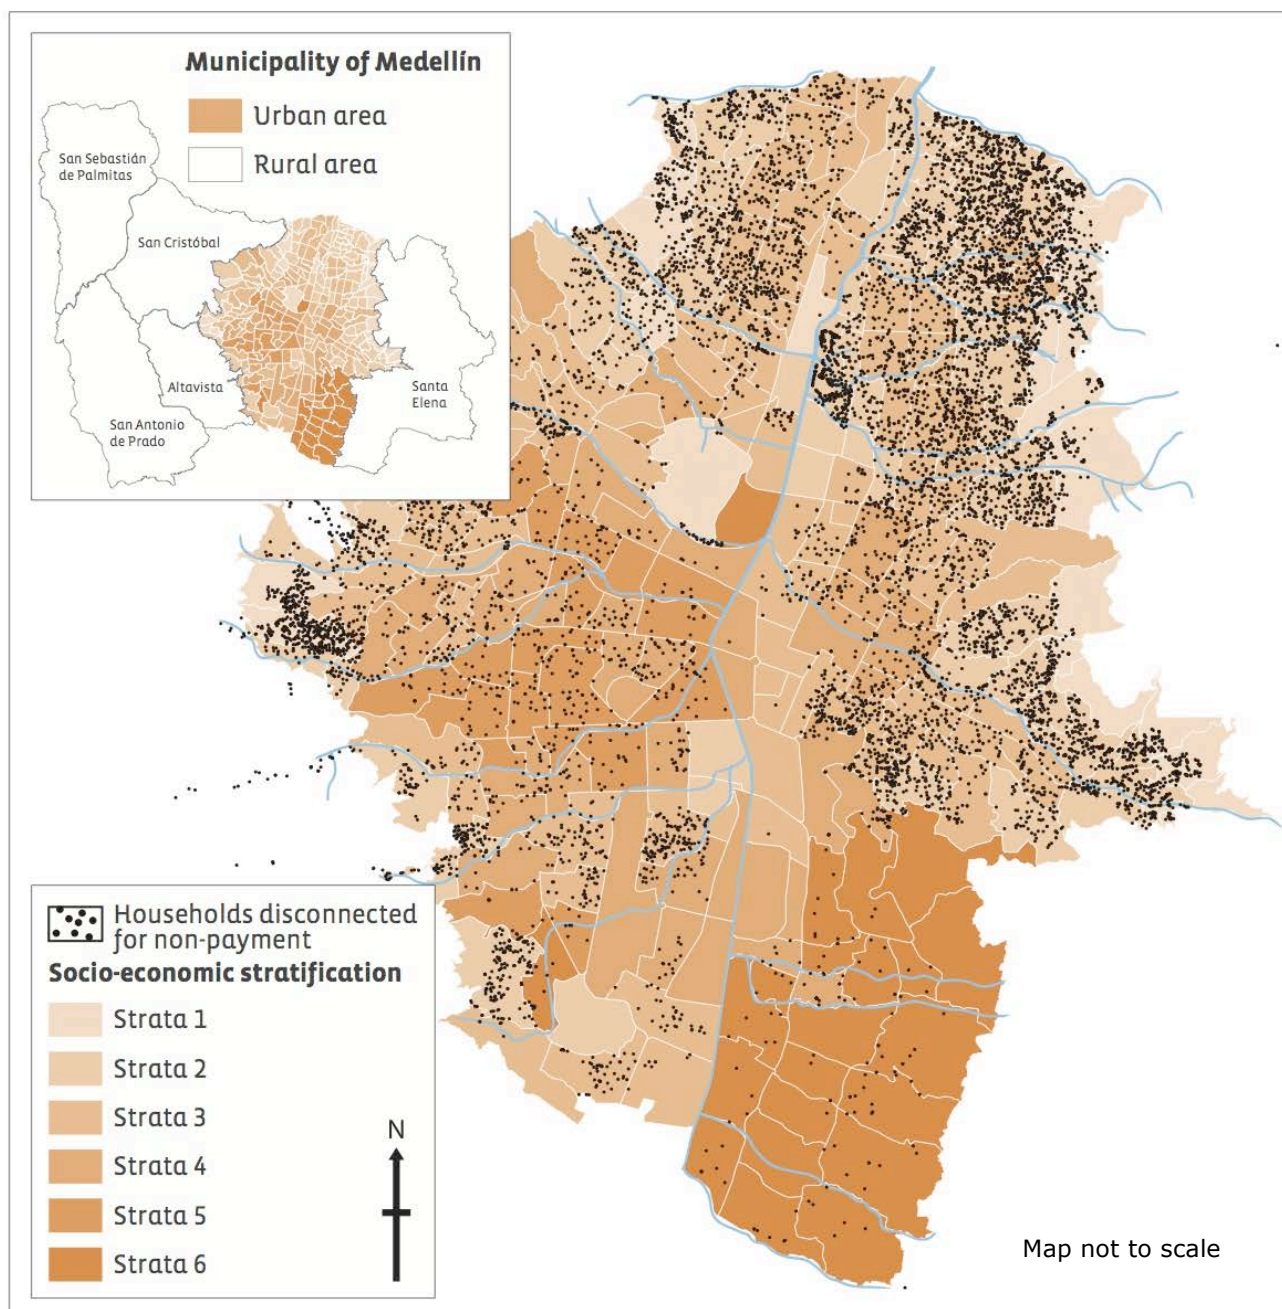 Municipality of Medellín
Urban area
Rural area
San Sebastián
de Palmitas
San Cristóbal
Altavista
Santa
Elena
San Antonio
de Prado
Households disconnected
for non-payment
Socio-economic stratification
Strata 1
Strata 2
Strata 3
Strata 4
Strata 5
Strata 6
N
Map not to scale